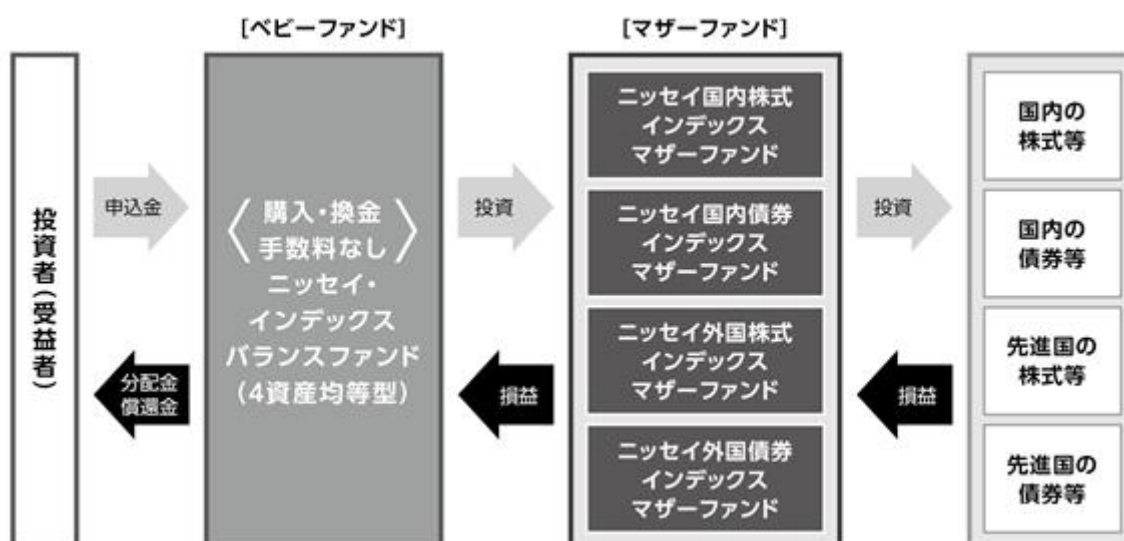 [ベビーファンド]
[マザーファンド]
投資者（受益者）
申込金
分配金
償還金
〈購入・換金
手数料なし〉
ニッセイ・
インデックス
バランスファンド
（4資産均等型）
投資
損益
ニッセイ国内株式
インデックス
マザーファンド
ニッセイ国内債券
インデックス
マザーファンド
ニッセイ外国株式
インデックス
マザーファンド
ニッセイ外国債券
インデックス
マザーファンド
投資
損益
国内の
株式等
国内の
債券等
先進国の
株式等
先進国の
債券等